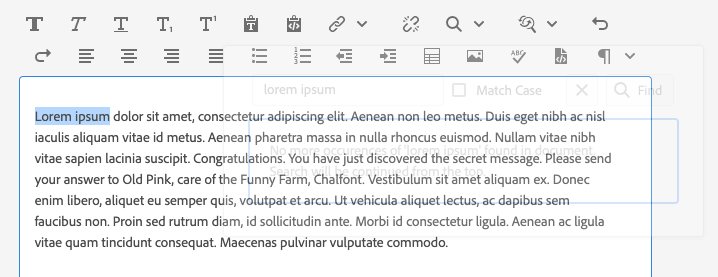 lorem ipsum
Match Case
Find
Lorem ipsum dolor sit amet, consectetur adipiscing elit. Aenean non leo metus. Duis eget nibh ac nisl
iaculis aliquam vitae id metus. Aenean pharetra massa in nulla rhoncus euismod. Nullam vitae nibh
No more occurences of 'lorem ipsum' found in document.
vitae sapien lacinia suscipit. Congratulations. You have just discovered the secret message. Please send
Search will be continued from the top.
your answer to Old Pink, care of the Funny Farm, Chalfont. Vestibulum sit amet aliquam ex. Donec
enim libero, aliquet eu semper quis, volutpat et arcu. Ut vehicula aliquet lectus, ac dapibus sem
faucibus non. Proin sed rutrum diam, id sollicitudin ante. Morbi id consectetur ligula. Aenean ac ligula
vitae quam tincidunt consequat. Maecenas pulvinar vulputate commodo.